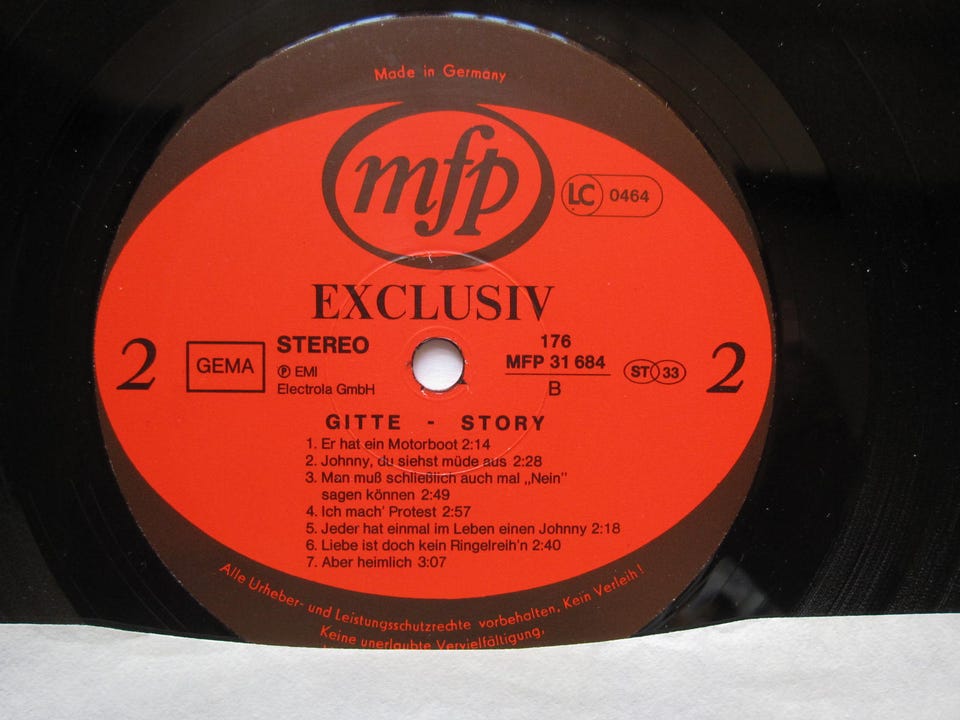 Made in Germany
mfp
LC 0464
EXCLUSIV
2
GEMA
STEREO
℗ EMI
Electrola GmbH
176
MFP 31 684
B
ST 33
2
GITTE - STORY
1. Er hat ein Motorboot 2:14
2. Johnny, du siehst müde aus 2:28
3. Man muß schließlich auch mal „Nein"
sagen können 2:49
4. Ich mach' Protest 2:57
5. Jeder hat einmal im Leben einen Johnny 2:18
6. Liebe ist doch kein Ringelreih'n 2:40
7. Aber heimlich 3:07
Alle Urheber- und Leistungsschutzrechte vorbehalten. Kein Verleih!
Keine unerlaubte Vervielfältigung,